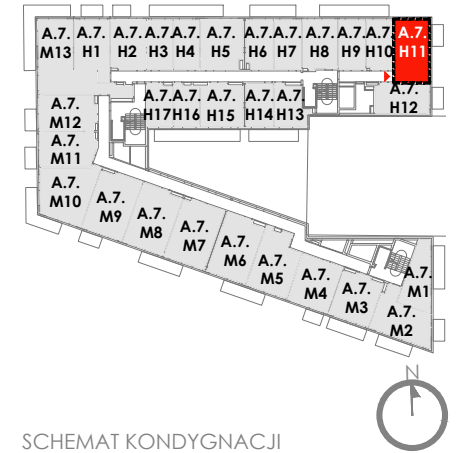 A.7. A.7. A.7. A.7. A.7. A.7. A.7. A.7. A.7. A.7. A.7. A.7.
M13 H1 H2 H3 H4 H5 H6 H7 H8 H9 H10 H11
A.7. A.7. A.7. A.7. A.7. A.7.
H17 H16 H15 H14 H13 H12
A.7.
M12
A.7.
M11
A.7.
M10
A.7.
M9
A.7.
M8
A.7.
M7
A.7.
M6
A.7.
M5
A.7.
M4
A.7.
M3
A.7.
M2
A.7.
M1
N
SCHEMAT KONDYGNACJI